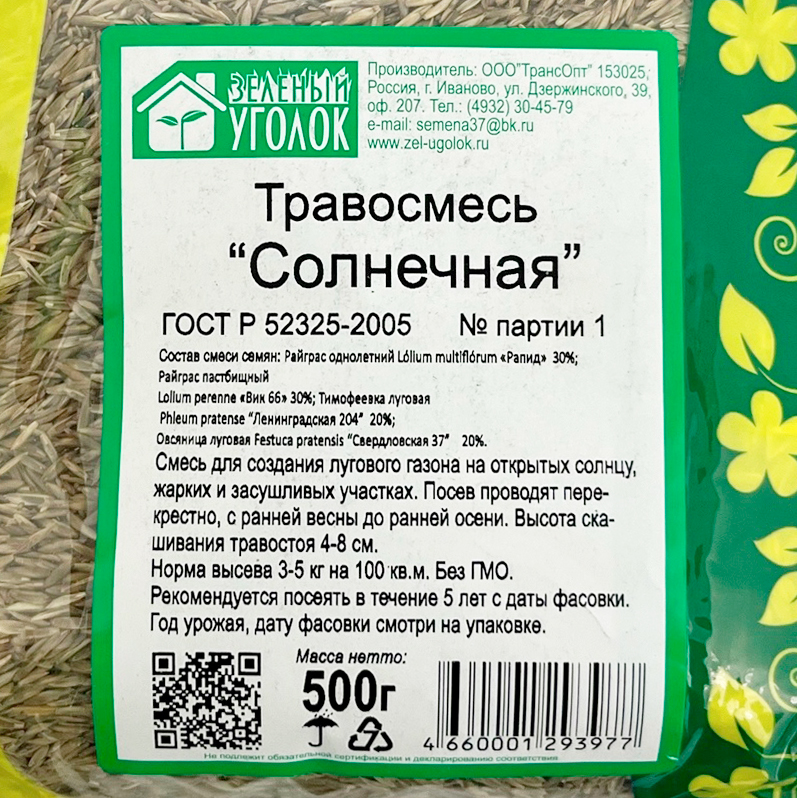 ЗЕЛЕНЫЙ
УГОЛОК
Производитель: ООО"ТрансОпт" 153025,
Россия, г. Иваново, ул. Дзержинского, 39,
оф. 207. Тел.: (4932) 30-45-79
e-mail: semena37@bk.ru
www.zel-ugolok.ru
Травосмесь
“Солнечная”
ГОСТ Р 52325-2005 № партии 1
Состав смеси семян: Райграс однолетний Lólium multiflórum «Рапид» 30%;
Райграс пастбищный
Lolium perenne «Вик 66» 30%; Тимофеевка луговая
Phleum pratense “Ленинградская 204” 20%;
Овсяница луговая Festuca pratensis “Свердловская 37” 20%.
Смесь для создания лугового газона на открытых солнцу,
жарких и засушливых участках. Посев проводят пере-
крестно, с ранней весны до ранней осени. Высота ска-
шивания травостоя 4-8 см.
Норма высева 3-5 кг на 100 кв.м. Без ГМО.
Рекомендуется посеять в течение 5 лет с даты фасовки.
Год урожая, дату фасовки смотри на упаковке.
Масса нетто:
500г
4 660001 293977
Не подлежит обязательной сертификации и декларированию соответствия